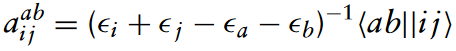 a_{ij}^{ab} = (ϵ_i + ϵ_j − ϵ_a − ϵ_b)^{−1}⟨ab||ij⟩